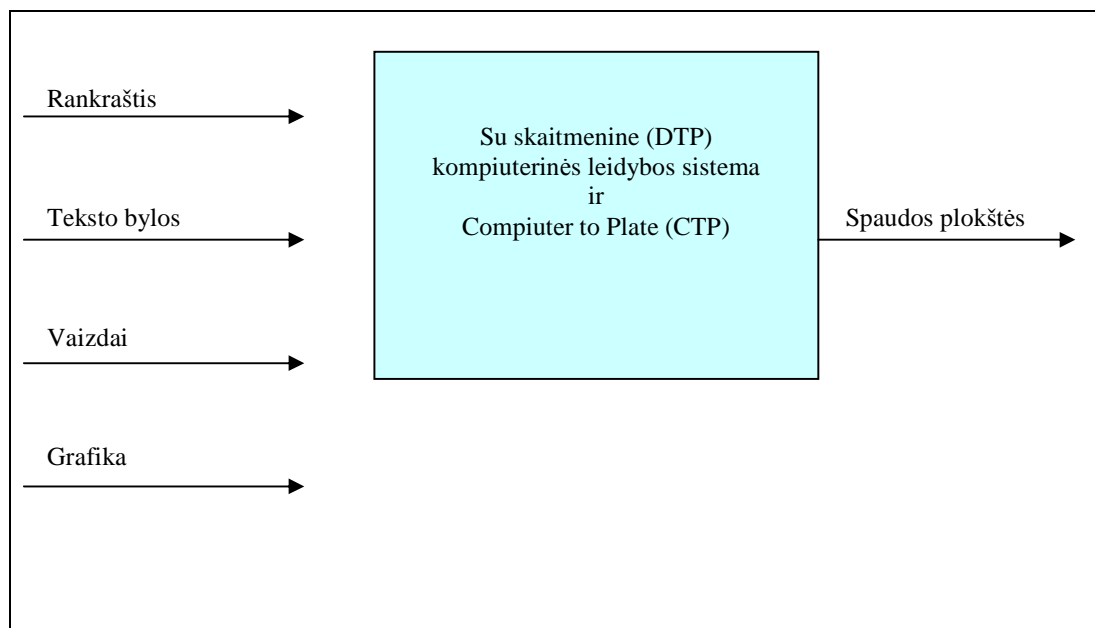 Rankraštis
Teksto bylos
Vaizdai
Grafika
Su skaitmenine (DTP)
kompiuterinės leidybos sistema
ir
Compiuter to Plate (CTP)
Spaudos plokštės